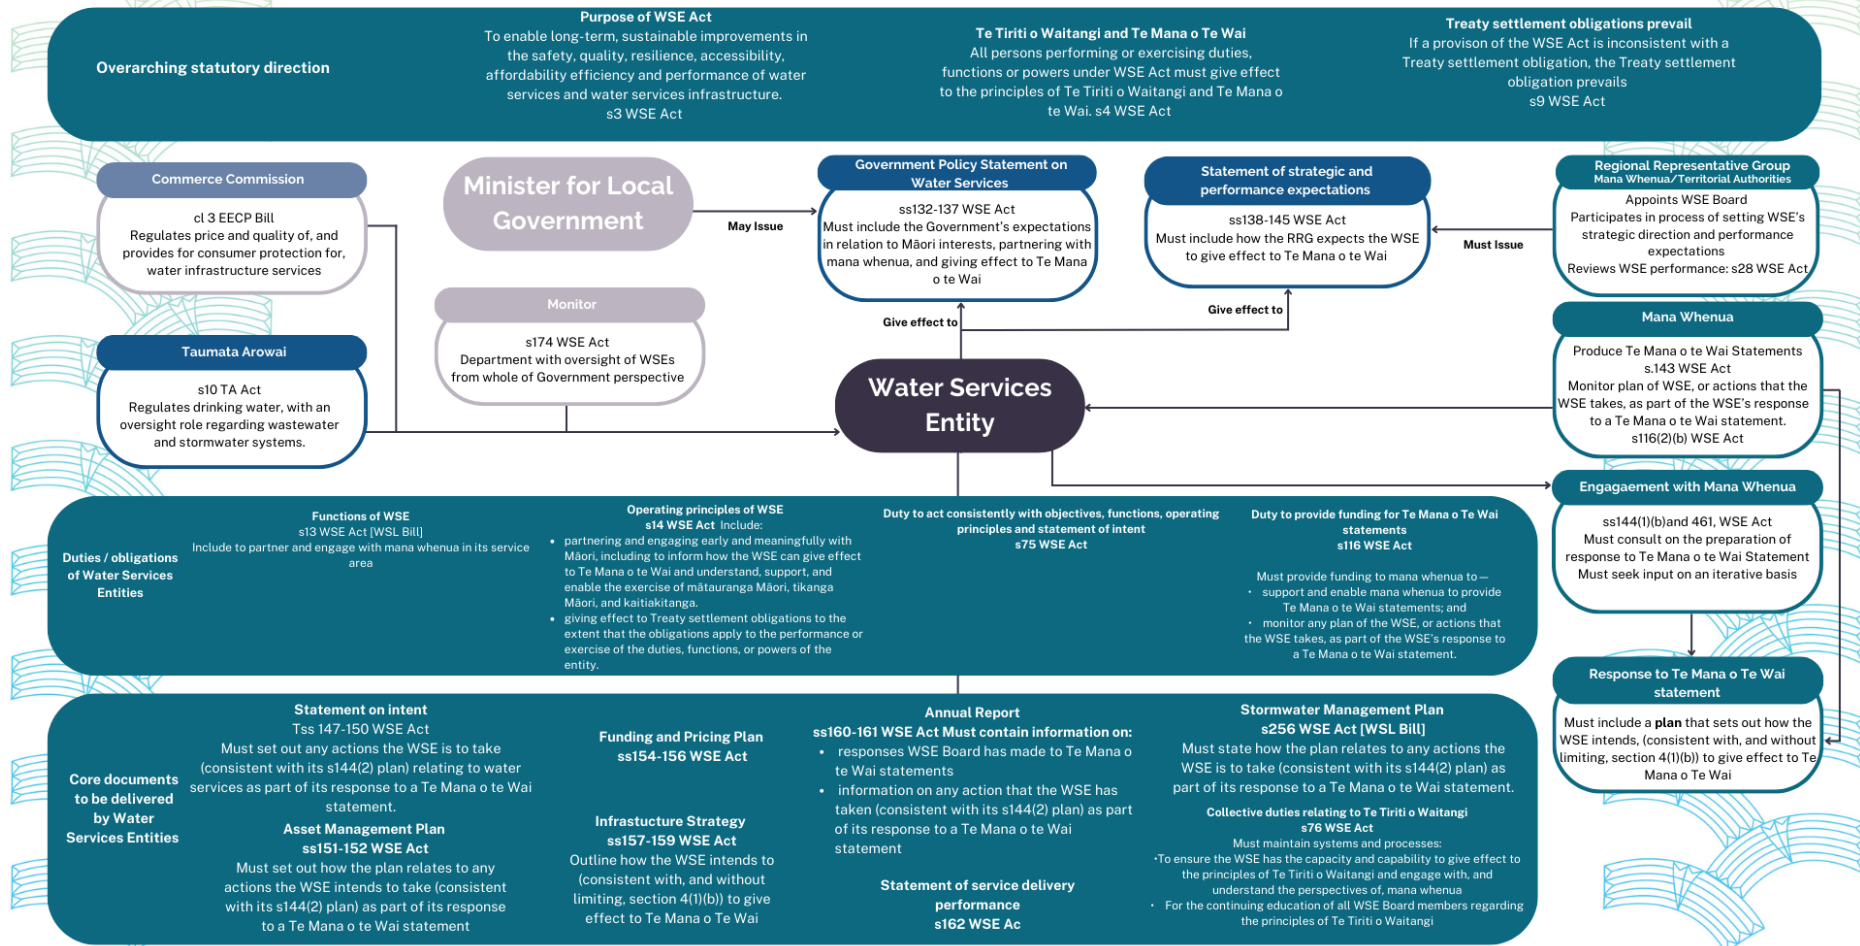 Overarching statutory direction
Purpose of WSE Act
To enable long-term, sustainable improvements in
the safety, quality, resilience, accessibility,
affordability efficiency and performance of water
services and water services infrastructure.
s3 WSE Act
Te Tiriti o Waitangi and Te Mana o Te Wai
All persons performing or exercising duties,
functions or powers under WSE Act must give effect
to the principles of Te Tiriti o Waitangi and Te Mana o
te Wai. s4 WSE Act
Treaty settlement obligations prevail
If a provison of the WSE Act is inconsistent with a
Treaty settlement obligation, the Treaty settlement
obligation prevails
s9 WSE Act
Commerce Commission
cl 3 EECP Bill
Regulates price and quality of, and
provides for consumer protection for,
water infrastructure services
Minister for Local
Government
May Issue
Government Policy Statement on
Water Services
ss132-137 WSE Act
Must include the Government's expectations
in relation to Māori interests, partnering with
mana whenua, and giving effect to Te Mana
o te Wai
Statement of strategic and
performance expectations
ss138-145 WSE Act
Must include how the RRG expects the WSE
to give effect to Te Mana o te Wai
Must Issue
Regional Representative Group
Mana Whenua/Territorial Authorities
Appoints WSE Board
Participates in process of setting WSE's
strategic direction and performance
expectations
Reviews WSE performance: s28 WSE Act
Monitor
s174 WSE Act
Department with oversight of WSEs
from whole of Government perspective
Give effect to
Give effect to
Taumata Arowai
s10 TA Act
Regulates drinking water, with an
oversight role regarding wastewater
and stormwater systems.
Water Services
Entity
Mana Whenua
Produce Te Mana o te Wai Statements
s.143 WSE Act
Monitor plan of WSE, or actions that the
WSE takes, as part of the WSE's response
to a Te Mana o te Wai statement.
s116(2)(b) WSE Act
Engagaement with Mana Whenua
ss144(1)(b)and 461, WSE Act
Must consult on the preparation of
response to Te Mana o te Wai Statement
Must seek input on an iterative basis
Response to Te Mana o Te Wai
statement
Must include a plan that sets out how the
WSE intends, (consistent with, and without
limiting, section 4(1)(b)) to give effect to Te
Mana o Te Wai
Duties / obligations
of Water Services
Entities
Functions of WSE
s13 WSE Act [WSL Bill]
Include to partner and engage with mana whenua in its service
area
Operating principles of WSE
s14 WSE Act Include:
• partnering and engaging early and meaningfully with
Māori, including to inform how the WSE can give effect
to Te Mana o te Wai and understand, support, and
enable the exercise of mātauranga Māori, tikanga
Māori, and kaitiakitanga.
• giving effect to Treaty settlement obligations to the
extent that the obligations apply to the performance or
exercise of the duties, functions, or powers of the
entity.
Duty to act consistently with objectives, functions, operating
principles and statement of intent
s75 WSE Act
Duty to provide funding for Te Mana o Te Wai
statements
s116 WSE Act
Must provide funding to mana whenua to—
• support and enable mana whenua to provide
Te Mana o te Wai statements; and
• monitor any plan of the WSE, or actions that
the WSE takes, as part of the WSE's response to
a Te Mana o te Wai statement.
Core documents
to be delivered
by Water
Services Entities
Statement on intent
Tss 147-150 WSE Act
Must set out any actions the WSE is to take
(consistent with its s144(2) plan) relating to water
services as part of its response to a Te Mana o te Wai
statement.
Asset Management Plan
ss151-152 WSE Act
Must set out how the plan relates to any
actions the WSE intends to take (consistent
with its s144(2) plan) as part of its response
to a Te Mana o te Wai statement
Funding and Pricing Plan
ss154-156 WSE Act
Infrastucture Strategy
ss157-159 WSE Act
Outline how the WSE intends to
(consistent with, and without
limiting, section 4(1)(b)) to give
effect to Te Mana o Te Wai
Annual Report
ss160-161 WSE Act Must contain information on:
• responses WSE Board has made to Te Mana o
te Wai statements
• information on any action that the WSE has
taken (consistent with its s144(2) plan) as part
of its response to a Te Mana o te Wai
statement
Statement of service delivery
performance
s162 WSE Ac
Stormwater Management Plan
s256 WSE Act [WSL Bill]
Must state how the plan relates to any actions the
WSE is to take (consistent with its s144(2) plan) as
part of its response to a Te Mana o te Wai statement.
Collective duties relating to Te Tiriti o Waitangi
s76 WSE Act
Must maintain systems and processes:
•To ensure the WSE has the capacity and capability to give effect to
the principles of Te Tiriti o Waitangi and engage with, and
understand the perspectives of, mana whenua
• For the continuing education of all WSE Board members regarding
the principles of Te Tiriti o Waitangi